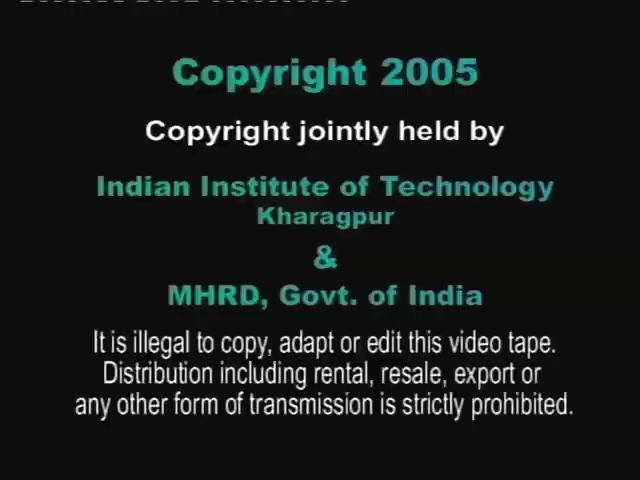 Copyright 2005
Copyright jointly held by
Indian Institute of Technology
Kharagpur
&
MHRD, Govt. of India
It is illegal to copy, adapt or edit this video tape.
Distribution including rental, resale, export or
any other form of transmission is strictly prohibited.